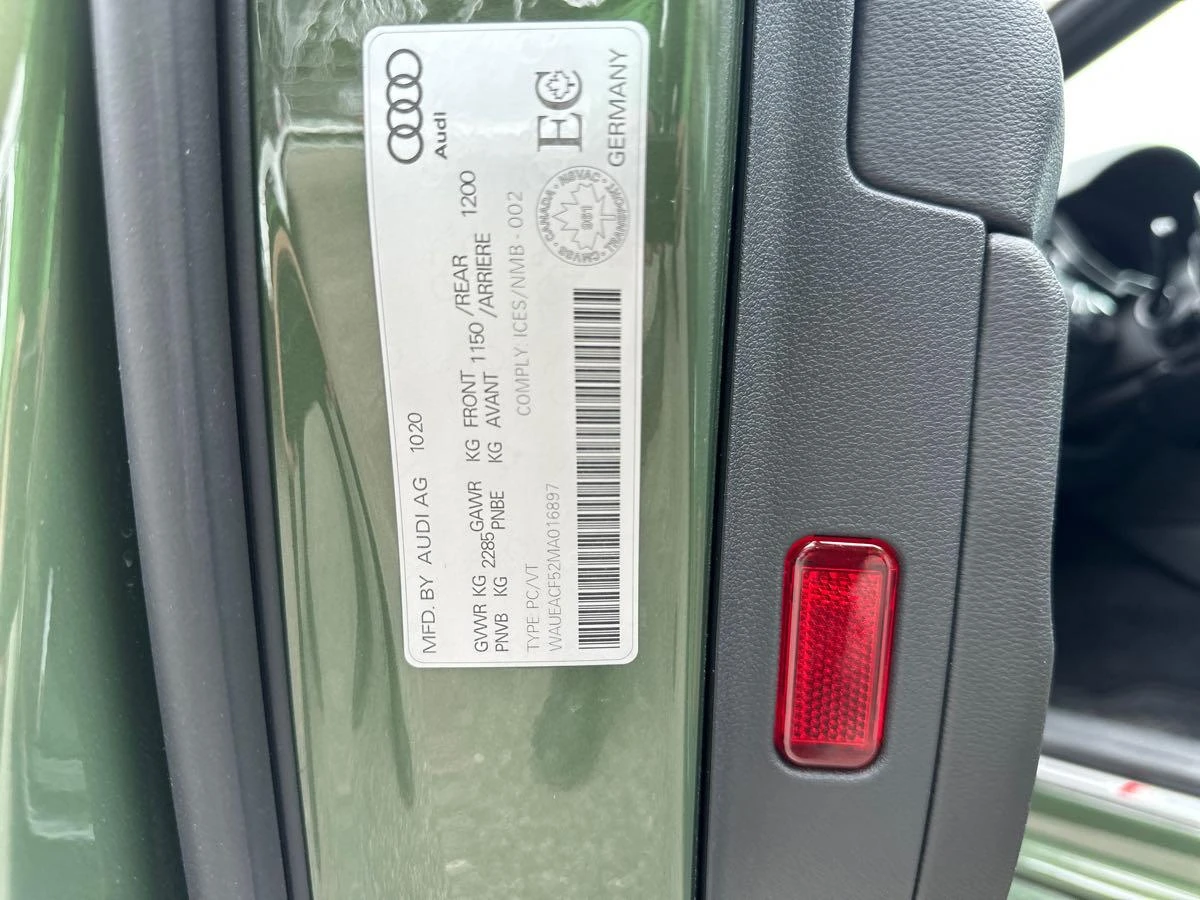 Audi
MFD. BY AUDI AG 1020
GVWR KG 2285 GAWR KG FRONT 1150 /REAR 1200
PNVB KG PNBE KG AVANT /ARRIERE
TYPE: PC/VT COMPLY: ICES/NMB - 002
WAUEACF52MA016897
CMVSS · CANADA · NSVAC · TRANSPORT
961
EC
GERMANY